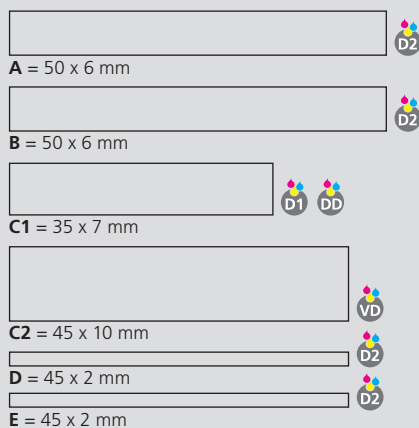 D2
A = 50 x 6 mm
D2
B = 50 x 6 mm
D1 DD
C1 = 35 x 7 mm
VD
C2 = 45 x 10 mm
D2
D = 45 x 2 mm
D2
E = 45 x 2 mm